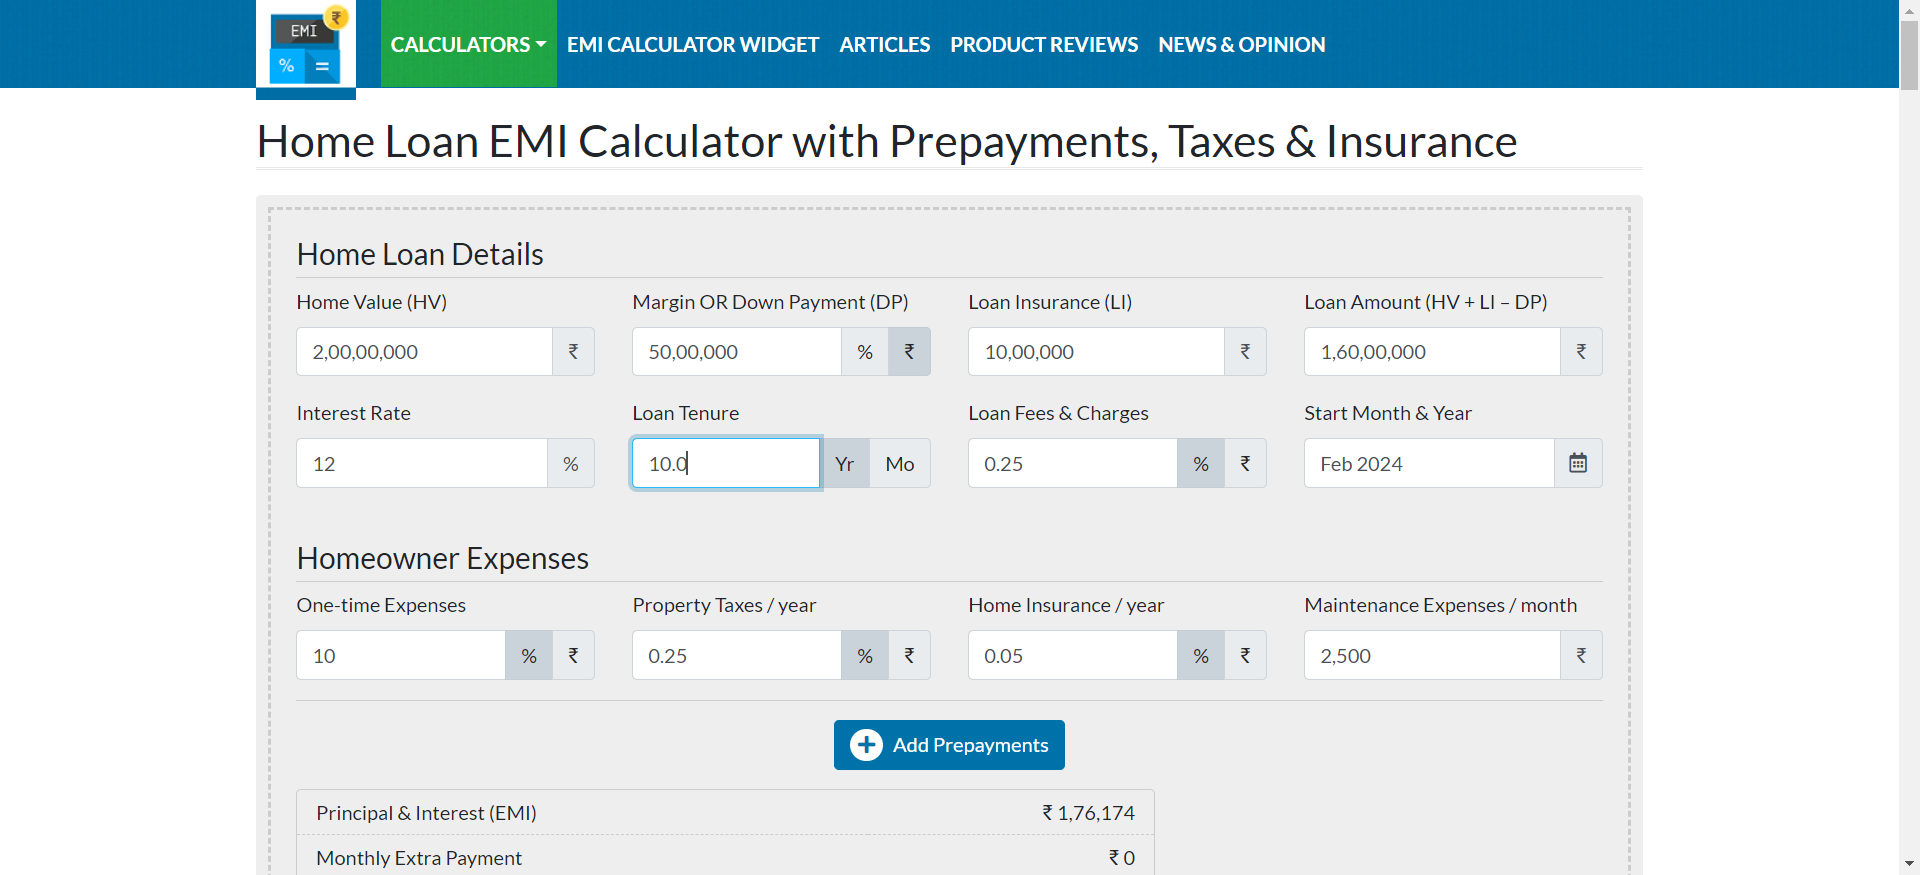 EMI ₹
% =
CALCULATORS EMI CALCULATOR WIDGET ARTICLES PRODUCT REVIEWS NEWS & OPINION
Home Loan EMI Calculator with Prepayments, Taxes & Insurance
Home Loan Details
Home Value (HV) Margin OR Down Payment (DP) Loan Insurance (LI) Loan Amount (HV + LI – DP)
2,00,00,000 ₹ 50,00,000 % ₹ 10,00,000 ₹ 1,60,00,000 ₹
Interest Rate Loan Tenure Loan Fees & Charges Start Month & Year
12 % 10.0 Yr Mo 0.25 % ₹ Feb 2024
Homeowner Expenses
One-time Expenses Property Taxes / year Home Insurance / year Maintenance Expenses / month
10 % ₹ 0.25 % ₹ 0.05 % ₹ 2,500 ₹
Add Prepayments
Principal & Interest (EMI) ₹ 1,76,174
Monthly Extra Payment ₹ 0